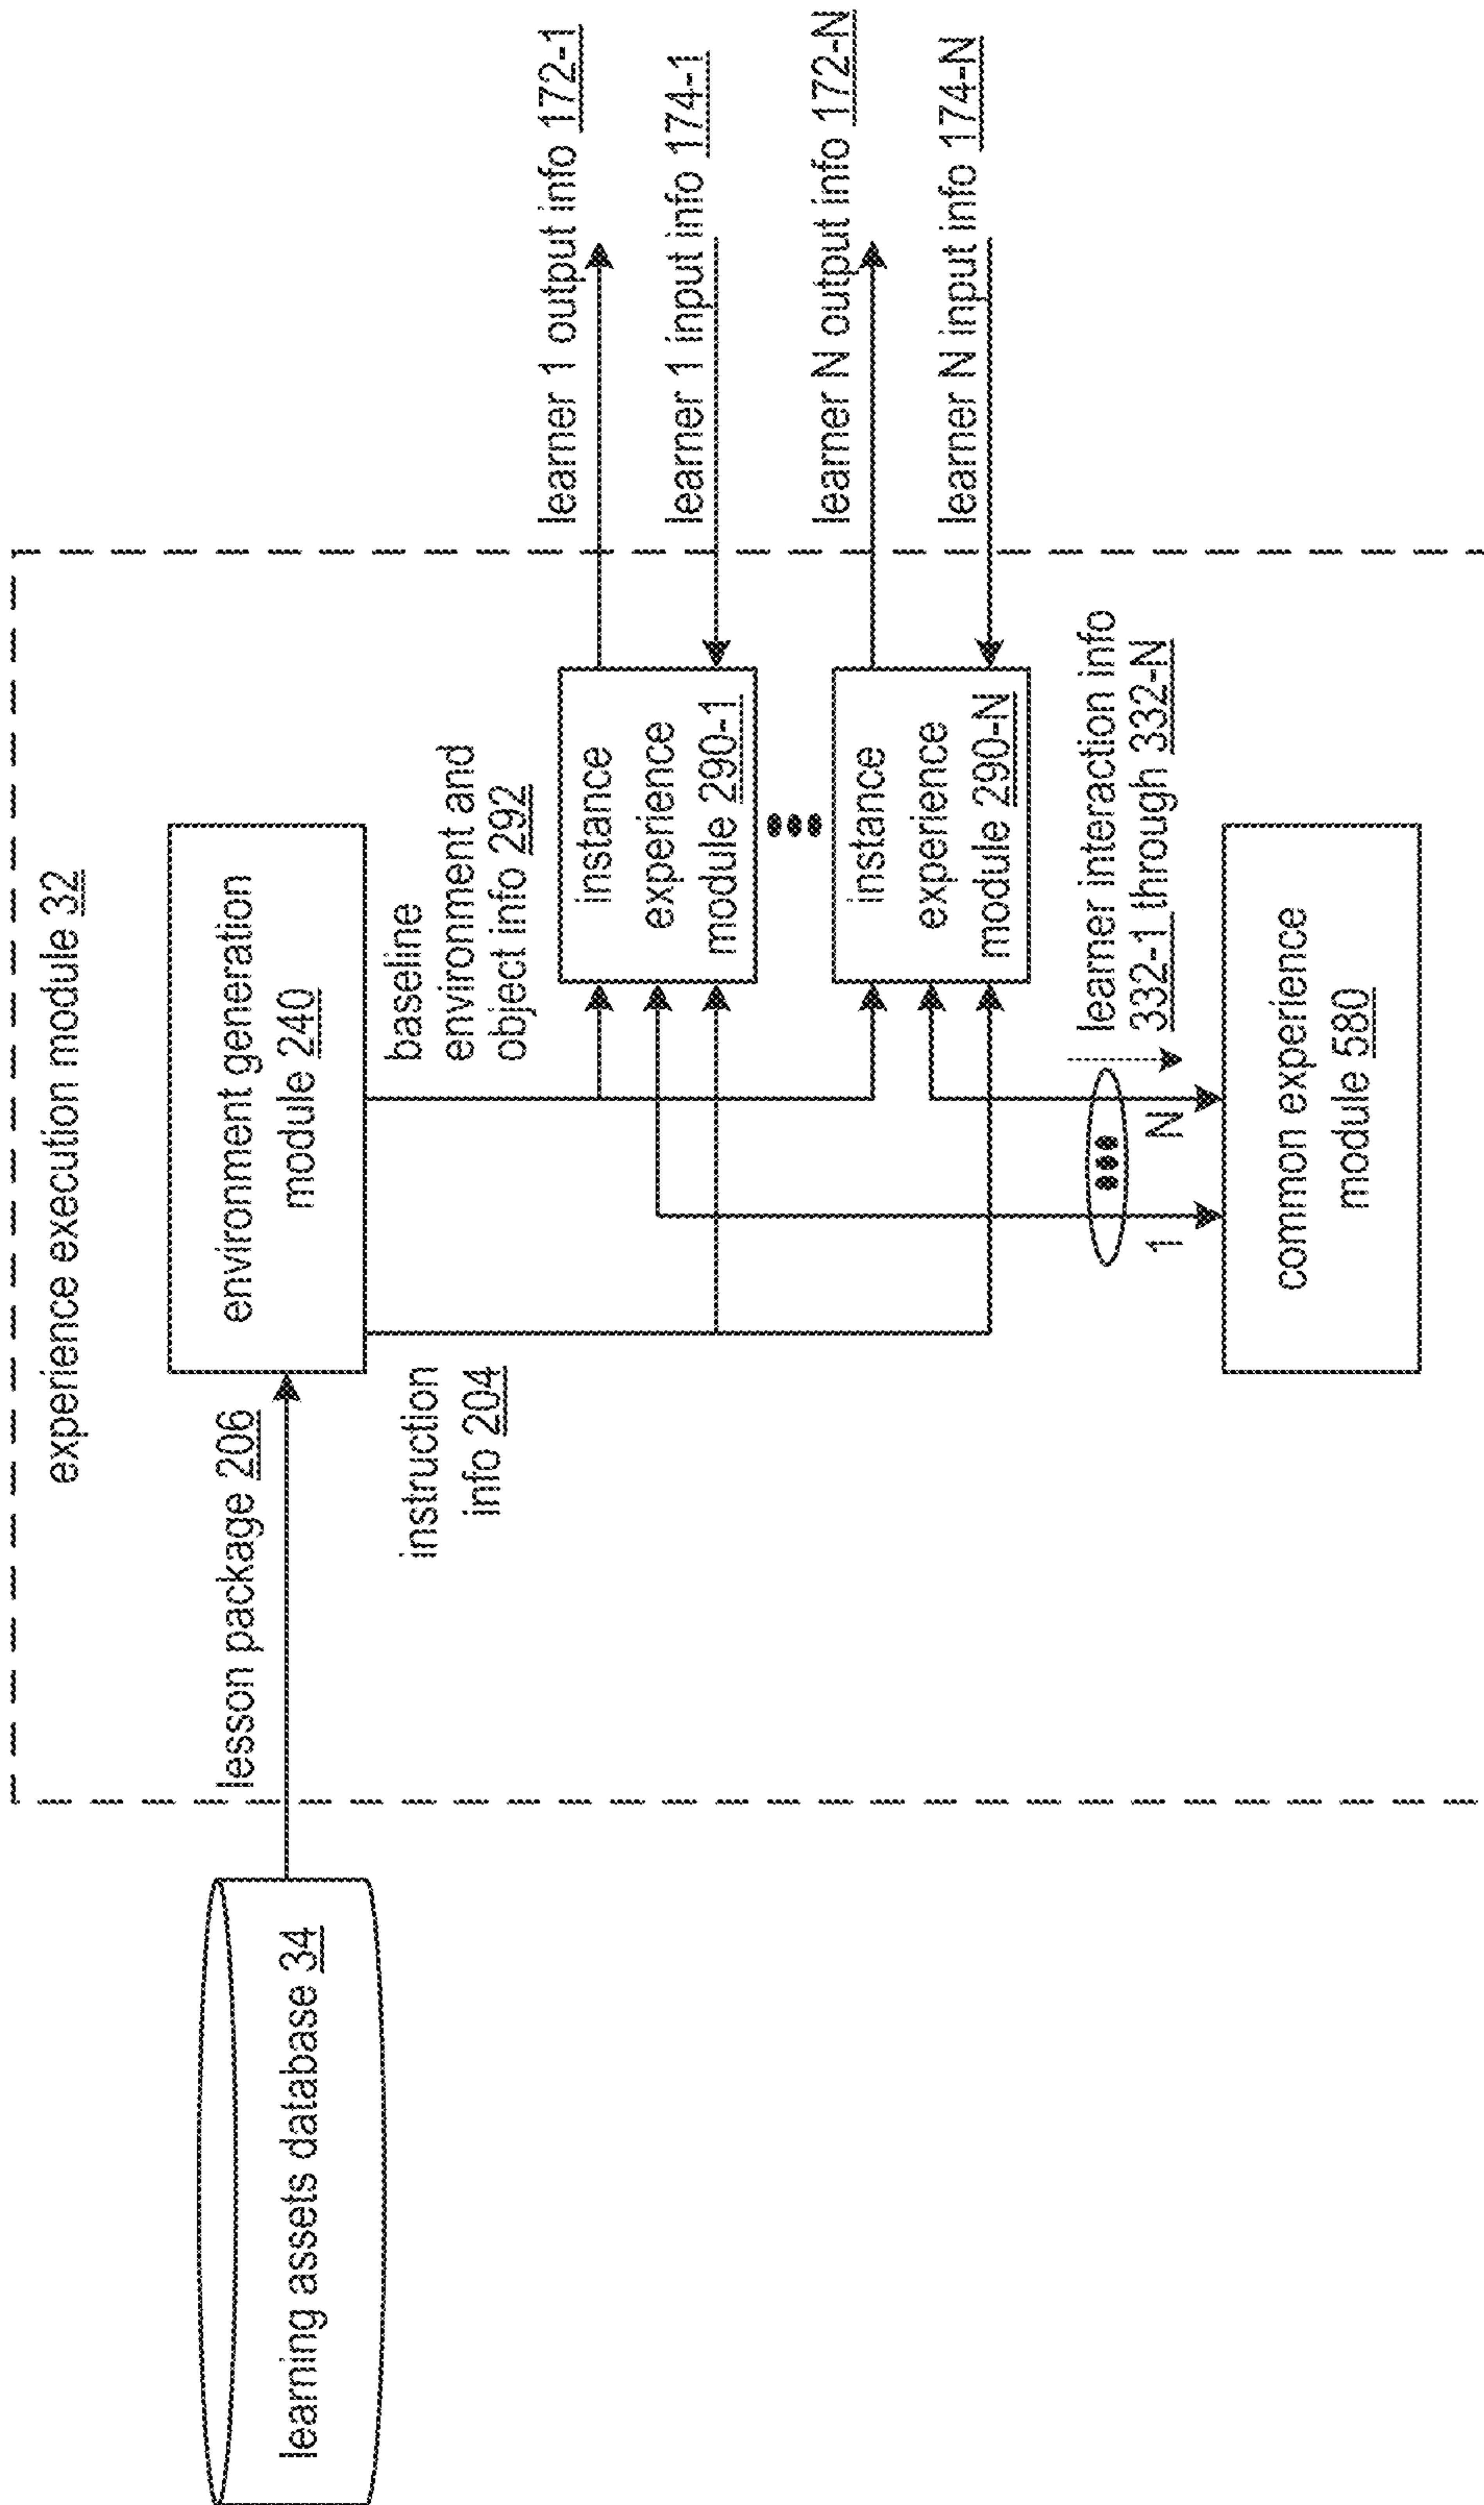 experience execution module 32
learning assets database 34
lesson package 206
environment generation
module 240
instruction
info 204
baseline
environment and
object info 292
instance
experience
module 290-1
learner 1 output info 172-1
learner 1 input info 174-1
instance
experience
module 290-N
learner N output info 172-N
learner N input info 174-N
learner interaction info
332-1 through 332-N
1
N
common experience
module 580